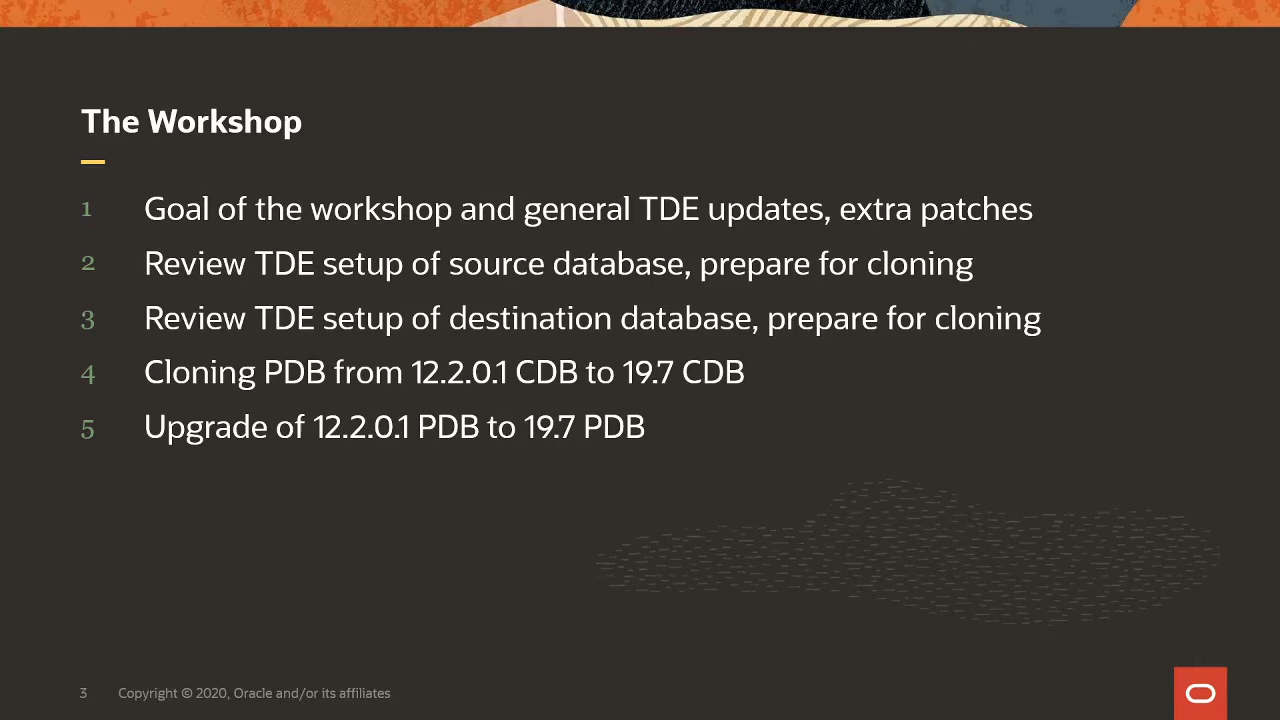 The Workshop
1 Goal of the workshop and general TDE updates, extra patches
2 Review TDE setup of source database, prepare for cloning
3 Review TDE setup of destination database, prepare for cloning
4 Cloning PDB from 12.2.0.1 CDB to 19.7 CDB
5 Upgrade of 12.2.0.1 PDB to 19.7 PDB
3 Copyright © 2020, Oracle and/or its affiliates